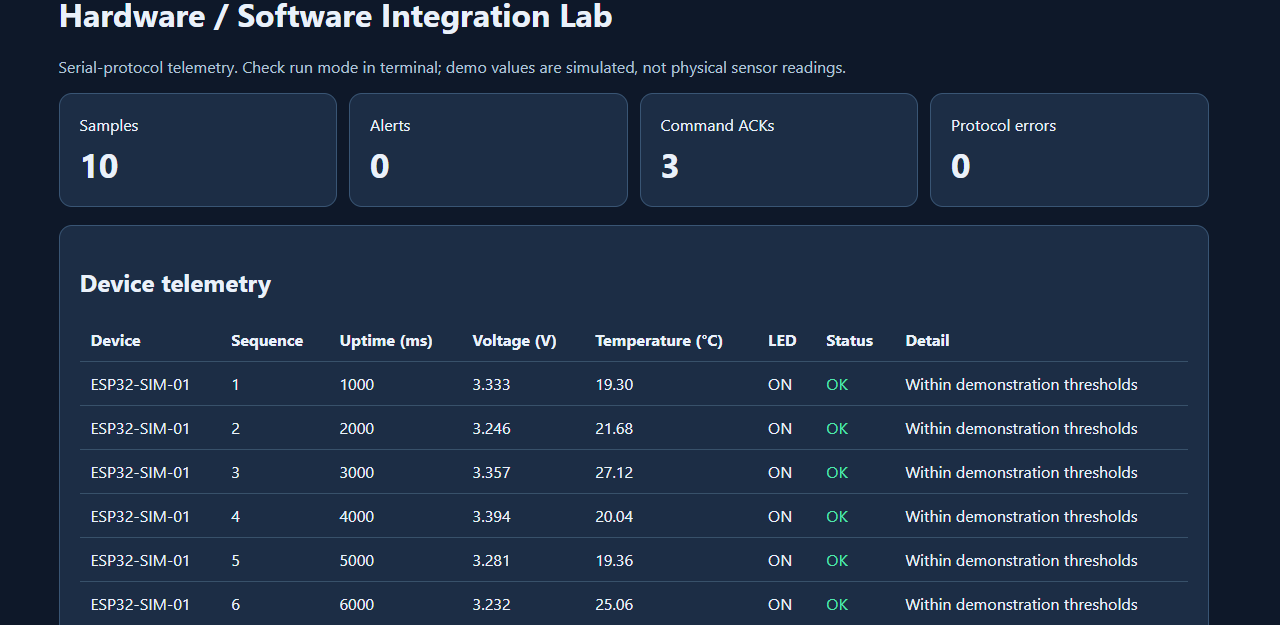 Hardware / Software Integration Lab
Serial-protocol telemetry. Check run mode in terminal; demo values are simulated, not physical sensor readings.
Samples Alerts Command ACKs Protocol errors
10 0 3 0
Device telemetry
Device Sequence Uptime (ms) Voltage (V) Temperature (°C) LED Status Detail
ESP32-SIM-01 1 1000 3.333 19.30 ON OK Within demonstration thresholds
ESP32-SIM-01 2 2000 3.246 21.68 ON OK Within demonstration thresholds
ESP32-SIM-01 3 3000 3.357 27.12 ON OK Within demonstration thresholds
ESP32-SIM-01 4 4000 3.394 20.04 ON OK Within demonstration thresholds
ESP32-SIM-01 5 5000 3.281 19.36 ON OK Within demonstration thresholds
ESP32-SIM-01 6 6000 3.232 25.06 ON OK Within demonstration thresholds